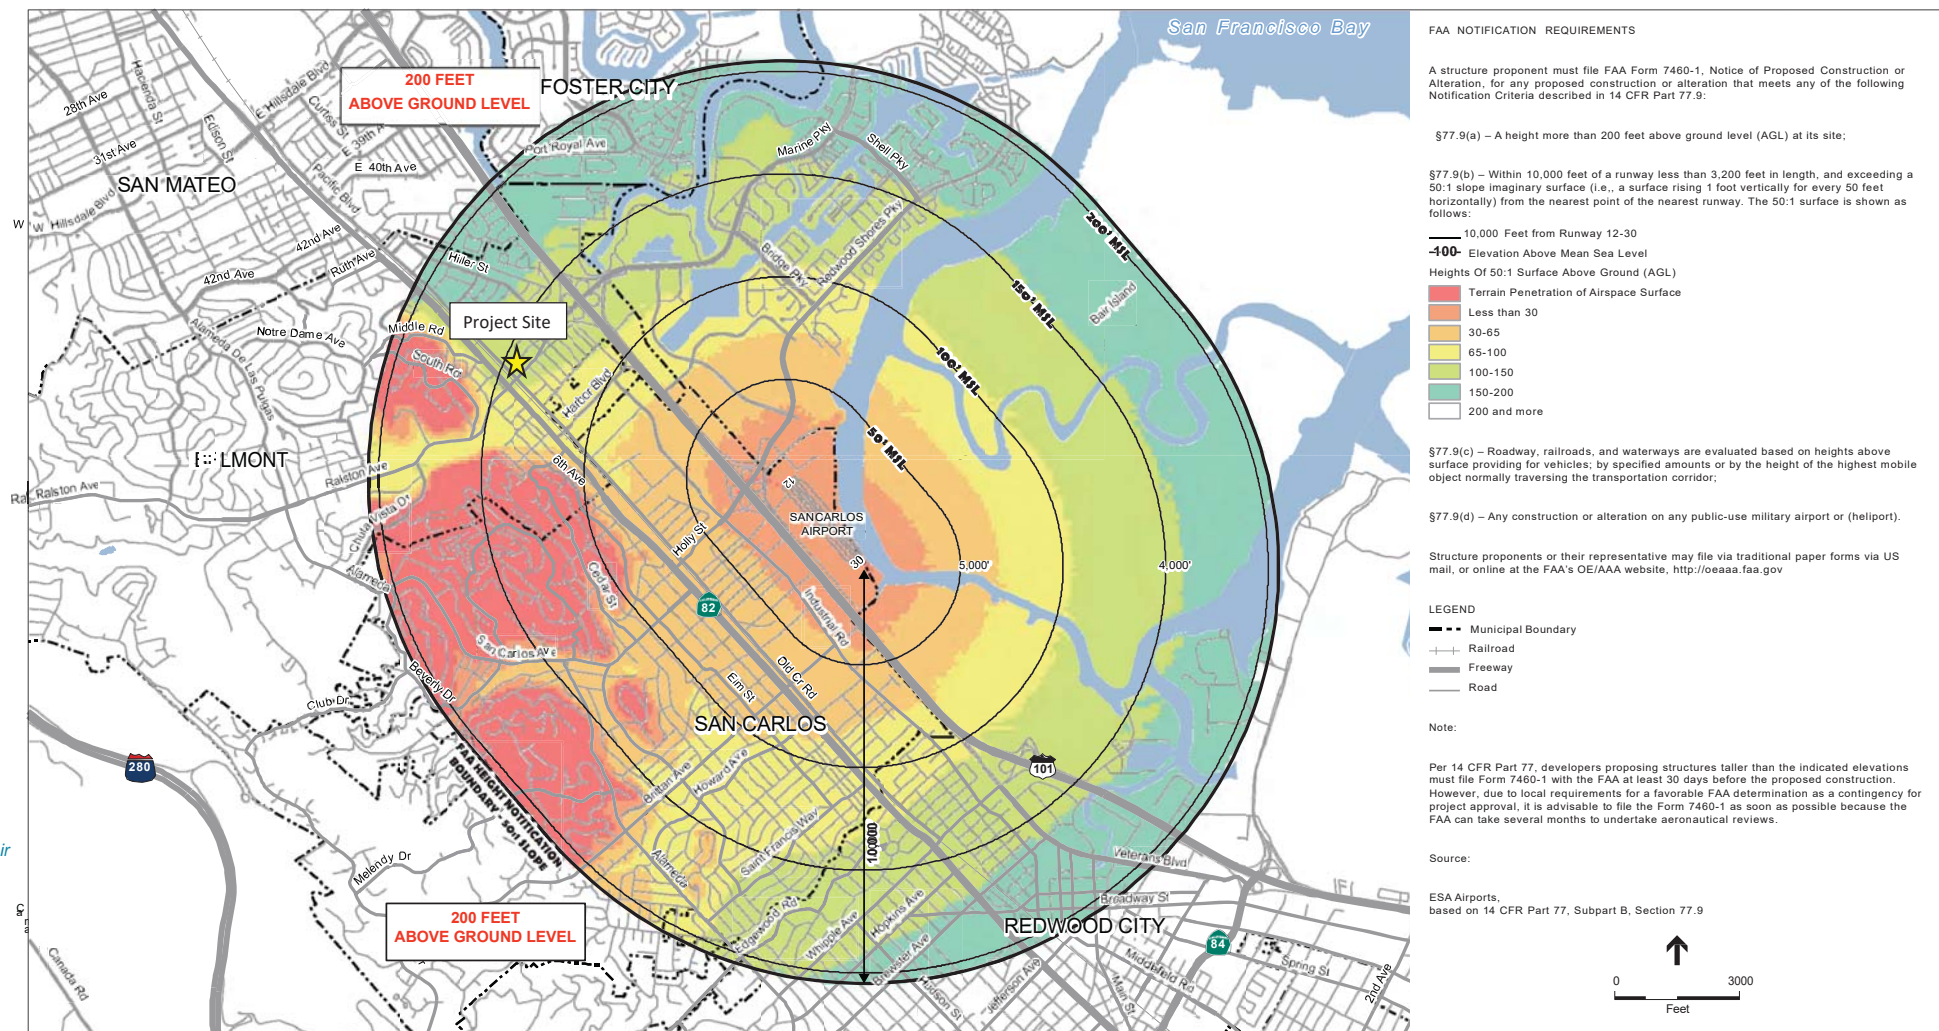 San Francisco Bay
200 FEET
ABOVE GROUND LEVEL
FOSTER CITY
28th Ave
Hacienda St
E Hillsdale Blvd
Curtiss St
Edison St
E 39th A
31st Ave
E 40th Ave
Pacific Blvd
SAN MATEO
Port Royal Ave
Marine Pky
Shell Pky
W
W Hillsdale Blvd
42nd Ave
Ruth Ave
42nd Ave
Hiller St
Bridge Pky
Redwood Shores Pky
200' MSL
150' MSL
100' MSL
50' MSL
Bair Island
Project Site
Middle Rd
South Rd
Notre Dame Ave
Alameda De Las Pulgas
Harbor Blvd
LMONT
Ralston Ave
Ra
Ralston Ave
6th Ave
Chula Vista Dr
Alameda
12
SAN CARLOS
AIRPORT
30
Holly St
Cedar St
5,000'
4,000'
82
Industrial Rd
San Carlos Ave
Beverly Dr
Club Dr
Elm St
Old Cr Rd
SAN CARLOS
280
101
FAA HEIGHT NOTIFICATION
BOUNDARY - 50:1 SLOPE
Brittan Ave
Howard Ave
Saint Francis Way
Alameda
10,000
Melendy Dr
Veterans Blvd
Broadway St
200 FEET
ABOVE GROUND LEVEL
Edgewood Rd
Whipple Ave
Hopkins Ave
Brewster Ave
Hudson St
Jefferson Ave
REDWOOD CITY
Main St
Middlefield Rd
84
Spring St
2nd Ave
Canada Rd
ir
FAA NOTIFICATION REQUIREMENTS
A structure proponent must file FAA Form 7460-1, Notice of Proposed Construction or
Alteration, for any proposed construction or alteration that meets any of the following
Notification Criteria described in 14 CFR Part 77.9:
§77.9(a) – A height more than 200 feet above ground level (AGL) at its site;
§77.9(b) – Within 10,000 feet of a runway less than 3,200 feet in length, and exceeding a
50:1 slope imaginary surface (i.e,, a surface rising 1 foot vertically for every 50 feet
horizontally) from the nearest point of the nearest runway. The 50:1 surface is shown as
follows:
10,000 Feet from Runway 12-30
-100- Elevation Above Mean Sea Level
Heights Of 50:1 Surface Above Ground (AGL)
Terrain Penetration of Airspace Surface
Less than 30
30-65
65-100
100-150
150-200
200 and more
§77.9(c) – Roadway, railroads, and waterways are evaluated based on heights above
surface providing for vehicles; by specified amounts or by the height of the highest mobile
object normally traversing the transportation corridor;
§77.9(d) – Any construction or alteration on any public-use military airport or (heliport).
Structure proponents or their representative may file via traditional paper forms via US
mail, or online at the FAA's OE/AAA website, http://oeaaa.faa.gov
LEGEND
Municipal Boundary
Railroad
Freeway
Road
Note:
Per 14 CFR Part 77, developers proposing structures taller than the indicated elevations
must file Form 7460-1 with the FAA at least 30 days before the proposed construction.
However, due to local requirements for a favorable FAA determination as a contingency for
project approval, it is advisable to file the Form 7460-1 as soon as possible because the
FAA can take several months to undertake aeronautical reviews.
Source:
ESA Airports,
based on 14 CFR Part 77, Subpart B, Section 77.9
0 3000
Feet